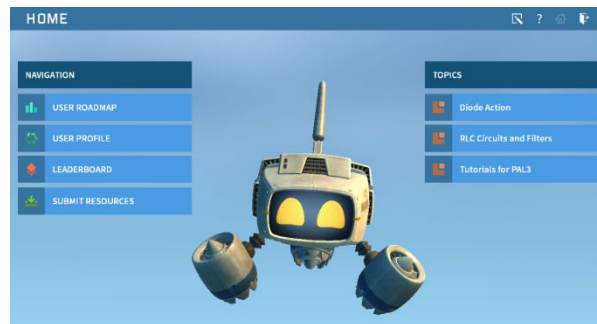 HOME
?
NAVIGATION
USER ROADMAP
USER PROFILE
LEADERBOARD
SUBMIT RESOURCES
TOPICS
Diode Action
RLC Circuits and Filters
Tutorials for PAL3